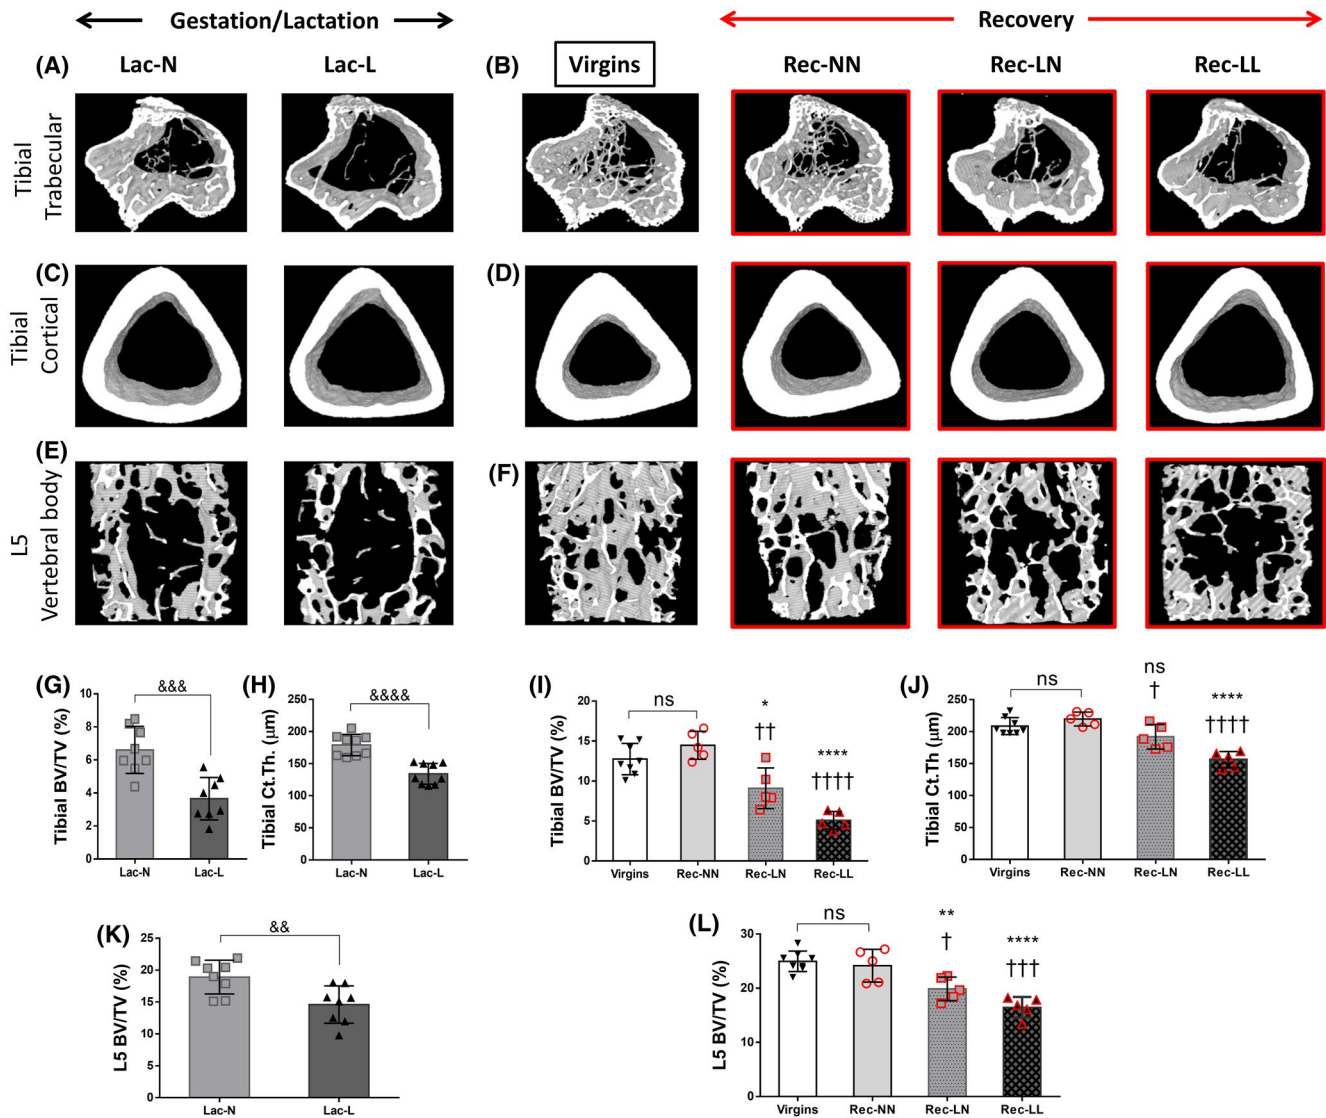 Gestation/Lactation
Recovery
(A) Lac-N Lac-L (B) Virgins Rec-NN Rec-LN Rec-LL
Tibial
Trabecular
(C) (D)
Tibial
Cortical
(E) (F)
L5
Vertebral body
(G)
&&&
Tibial BV/TV (%)
10
8
6
4
2
0
Lac-N Lac-L
(H)
&&&&
Tibial Ct.Th. (μm)
250
200
150
100
50
0
Lac-N Lac-L
(I)
ns
*
††
****
††††
Tibial BV/TV (%)
20
15
10
5
0
Virgins Rec-NN Rec-LN Rec-LL
(J)
ns
ns
†
****
††††
Tibial Ct.Th (μm)
250
200
150
100
50
0
Virgins Rec-NN Rec-LN Rec-LL
(K)
&&
L5 BV/TV (%)
25
20
15
10
5
0
Lac-N Lac-L
(L)
ns
**
†
****
†††
L5 BV/TV (%)
30
20
10
0
Virgins Rec-NN Rec-LN Rec-LL